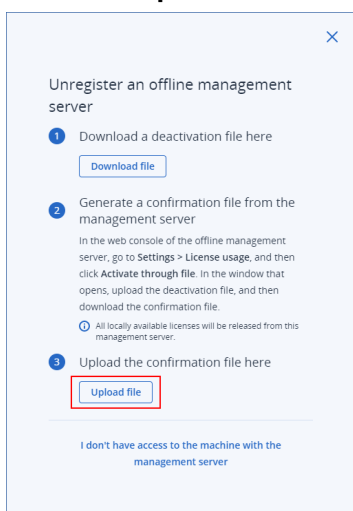 Unregister an offline management
server
1 Download a deactivation file here
Download file
2 Generate a confirmation file from the
management server
In the web console of the offline management
server, go to Settings > License usage, and then
click Activate through file. In the window that
opens, upload the deactivation file, and then
download the confirmation file.
All locally available licenses will be released from this
management server.
3 Upload the confirmation file here
Upload file
I don't have access to the machine with the
management server